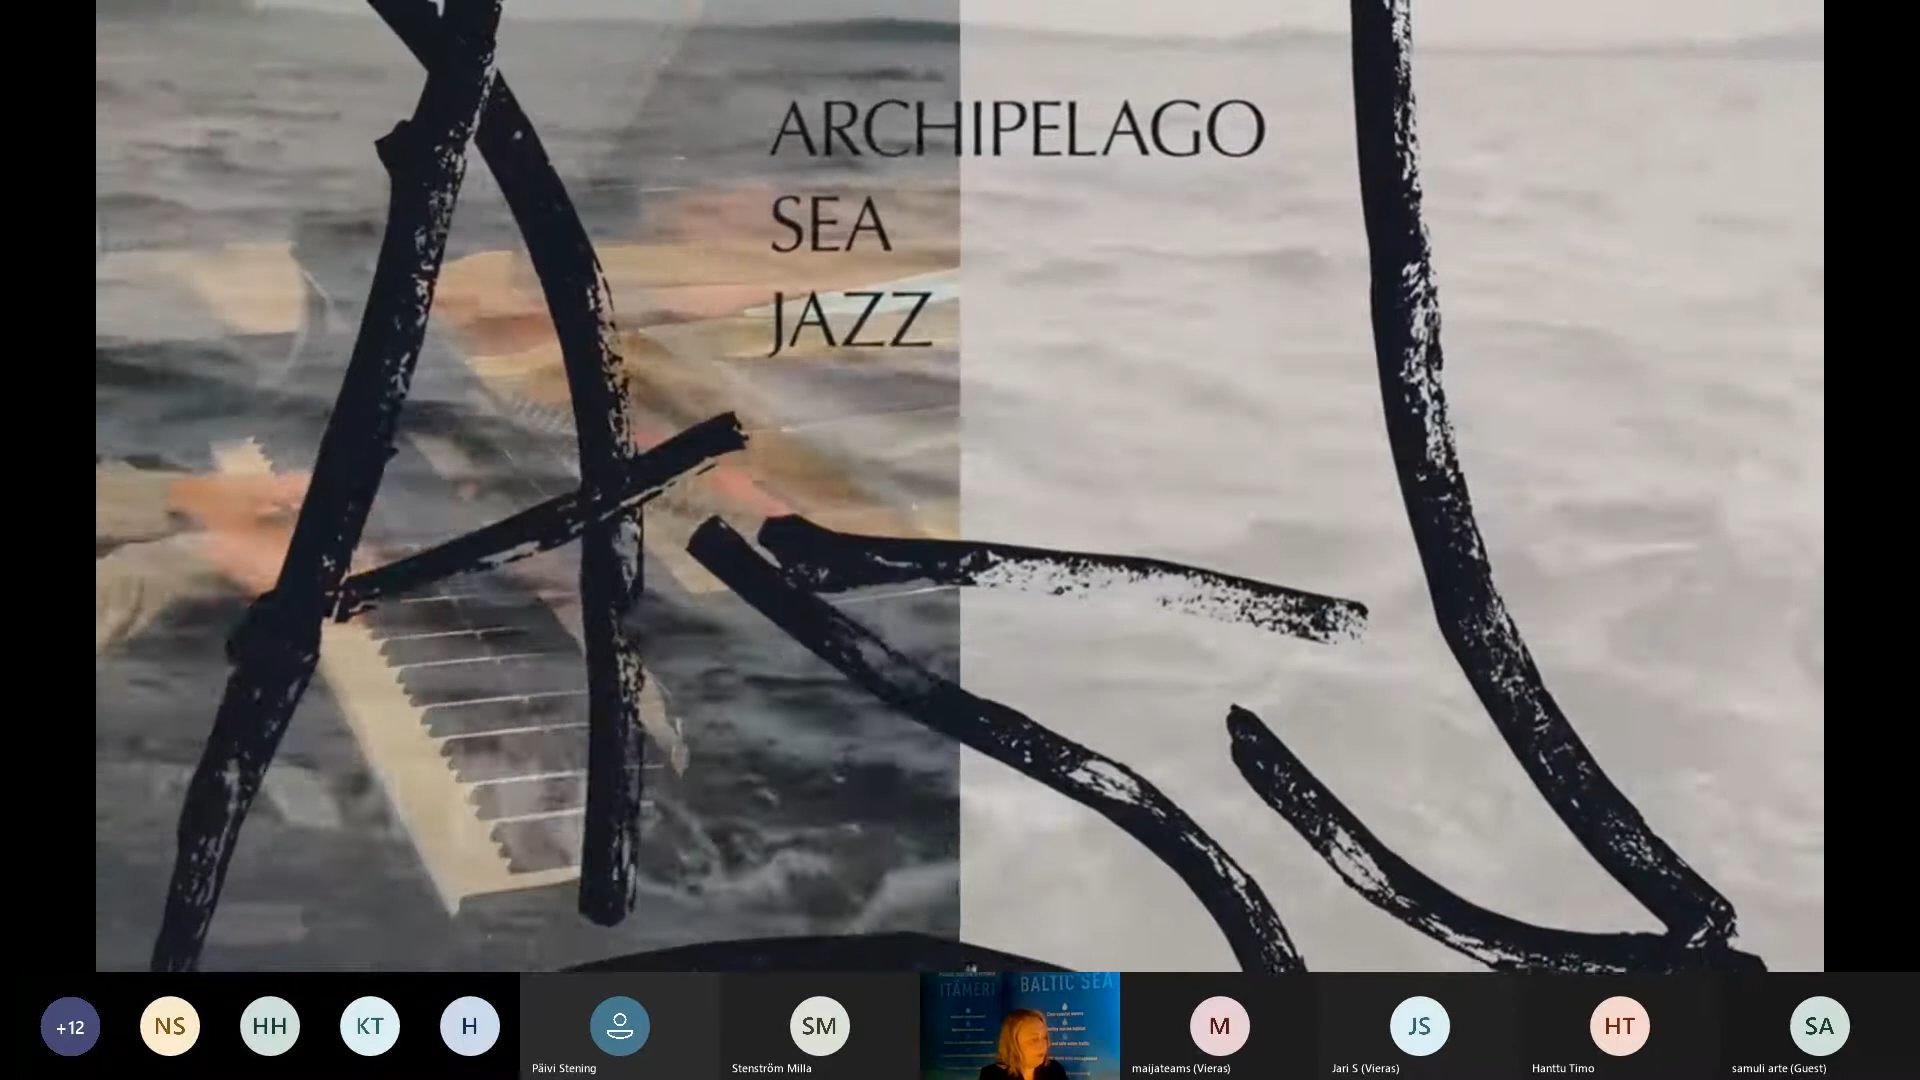 ARCHIPELAGO
SEA
JAZZ
+12
NS
HH
KT
H
Päivi Stening
SM
Stenström Milla
ITÄMERI
BALTIC SEA
M
maijateams (Vieras)
JS
Jari S (Vieras)
HT
Hanttu Timo
SA
samuli arte (Guest)